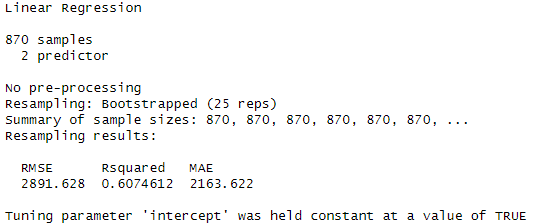 Linear Regression
870 samples
2 predictor
No pre-processing
Resampling: Bootstrapped (25 reps)
Summary of sample sizes: 870, 870, 870, 870, 870, 870, ...
Resampling results:
RMSE Rsquared MAE
2891.628 0.6074612 2163.622
Tuning parameter 'intercept' was held constant at a value of TRUE